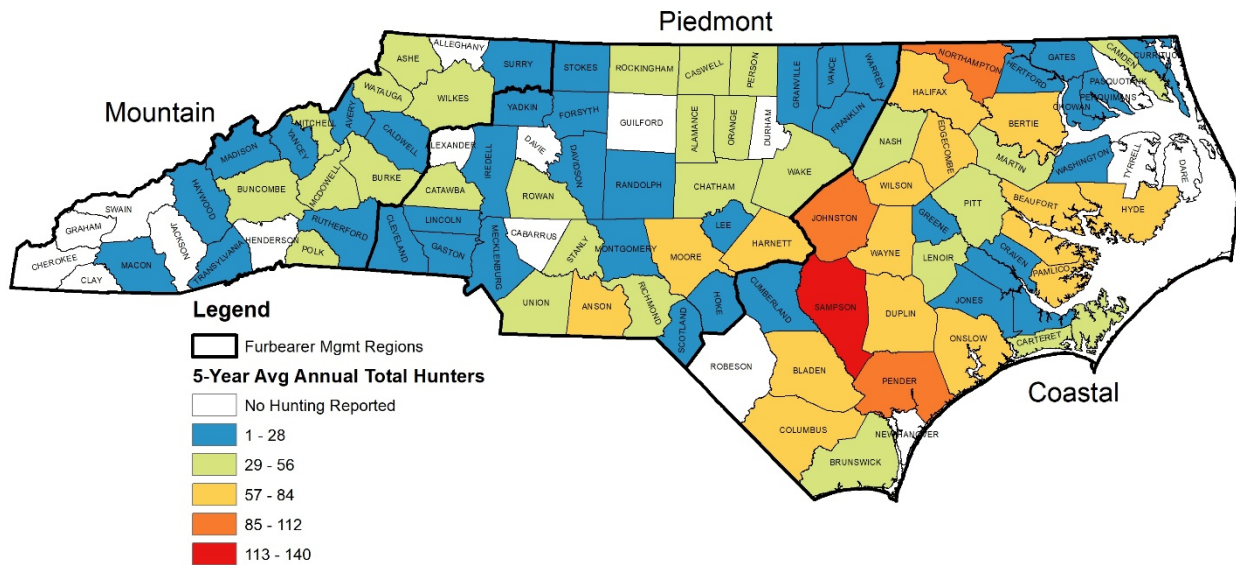 Piedmont
Mountain
Coastal
ALLEGHANY
ASHE
SURRY
STOKES
ROCKINGHAM
CASWELL
PERSON
GRANVILLE
VANCE
WARREN
NORTHAMPTON
HERTFORD
GATES
CAMDEN
CURRITUCK
PASQUOTANK
PERQUIMANS
CHOWAN
WATAUGA
WILKES
YADKIN
FORSYTH
GUILFORD
ALAMANCE
ORANGE
DURHAM
FRANKLIN
HALIFAX
BERTIE
MITCHELL
AVERY
CALDWELL
ALEXANDER
IREDELL
DAVIE
DAVIDSON
RANDOLPH
CHATHAM
WAKE
NASH
EDGECOMBE
MARTIN
WASHINGTON
TYRRELL
DARE
MADISON
YANCEY
BURKE
MCDOWELL
CATAWBA
ROWAN
WILSON
PITT
BEAUFORT
HYDE
HAYWOOD
BUNCOMBE
SWAIN
GRAHAM
JACKSON
HENDERSON
RUTHERFORD
POLK
CLEVELAND
LINCOLN
GASTON
MECKLENBURG
CABARRUS
STANLY
MONTGOMERY
MOORE
LEE
HARNETT
JOHNSTON
WAYNE
GREENE
LENOIR
CRAVEN
PAMLICO
CHEROKEE
CLAY
MACON
TRANSYLVANIA
UNION
ANSON
RICHMOND
SCOTLAND
HOKE
CUMBERLAND
SAMPSON
DUPLIN
JONES
ONSLOW
CARTERET
ROBESON
BLADEN
PENDER
COLUMBUS
NEW HANOVER
BRUNSWICK
Legend
Furbearer Mgmt Regions
5-Year Avg Annual Total Hunters
No Hunting Reported
1 - 28
29 - 56
57 - 84
85 - 112
113 - 140